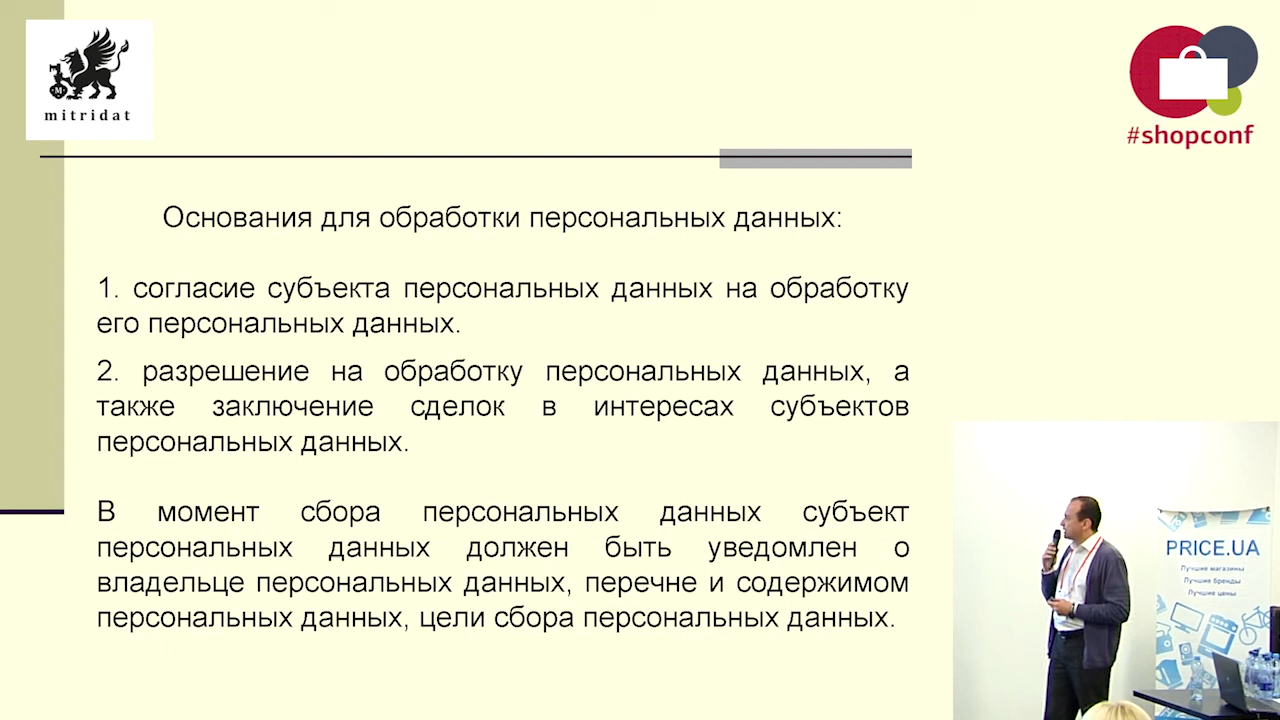 mitridat
#shopconf
Основания для обработки персональных данных:
1. согласие субъекта персональных данных на обработку
его персональных данных.
2. разрешение на обработку персональных данных, а
также заключение сделок в интересах субъектов
персональных данных.
В момент сбора персональных данных субъект
персональных данных должен быть уведомлен о
владельце персональных данных, перечне и содержимом
персональных данных, цели сбора персональных данных.
PRICE.UA
Лучшие магазины
Лучшие бренды
Лучшие цены